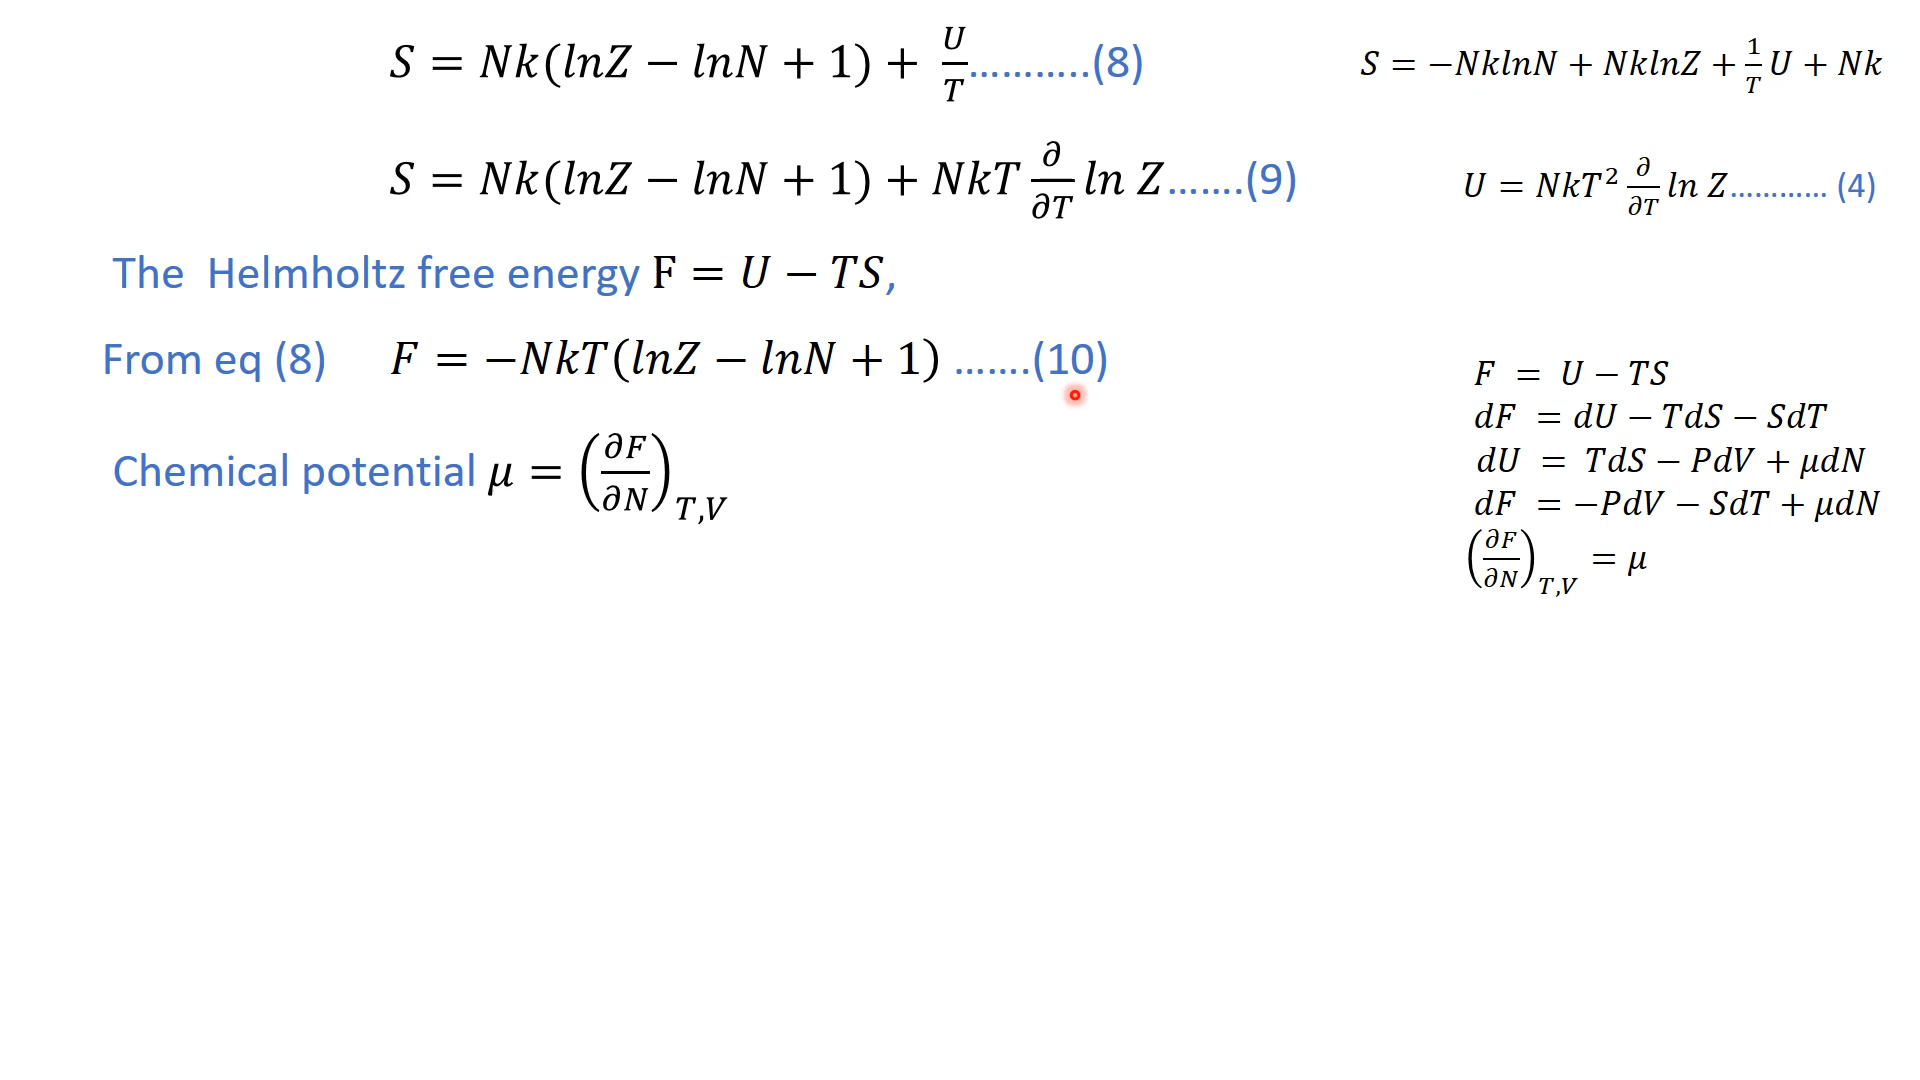 S = Nk(lnZ − lnN + 1) + U/T ………..(8)
S = −NklnN + NklnZ + 1/T U + Nk
S = Nk(lnZ − lnN + 1) + NkT ∂/∂T ln Z …….(9)
U = NkT² ∂/∂T ln Z ………… (4)
The Helmholtz free energy F = U − TS,
From eq (8) F = −NkT(lnZ − lnN + 1) …….(10)
Chemical potential μ = (∂F/∂N)T,V
F = U − TS
dF = dU − TdS − SdT
dU = TdS − PdV + μdN
dF = −PdV − SdT + μdN
(∂F/∂N)T,V = μ